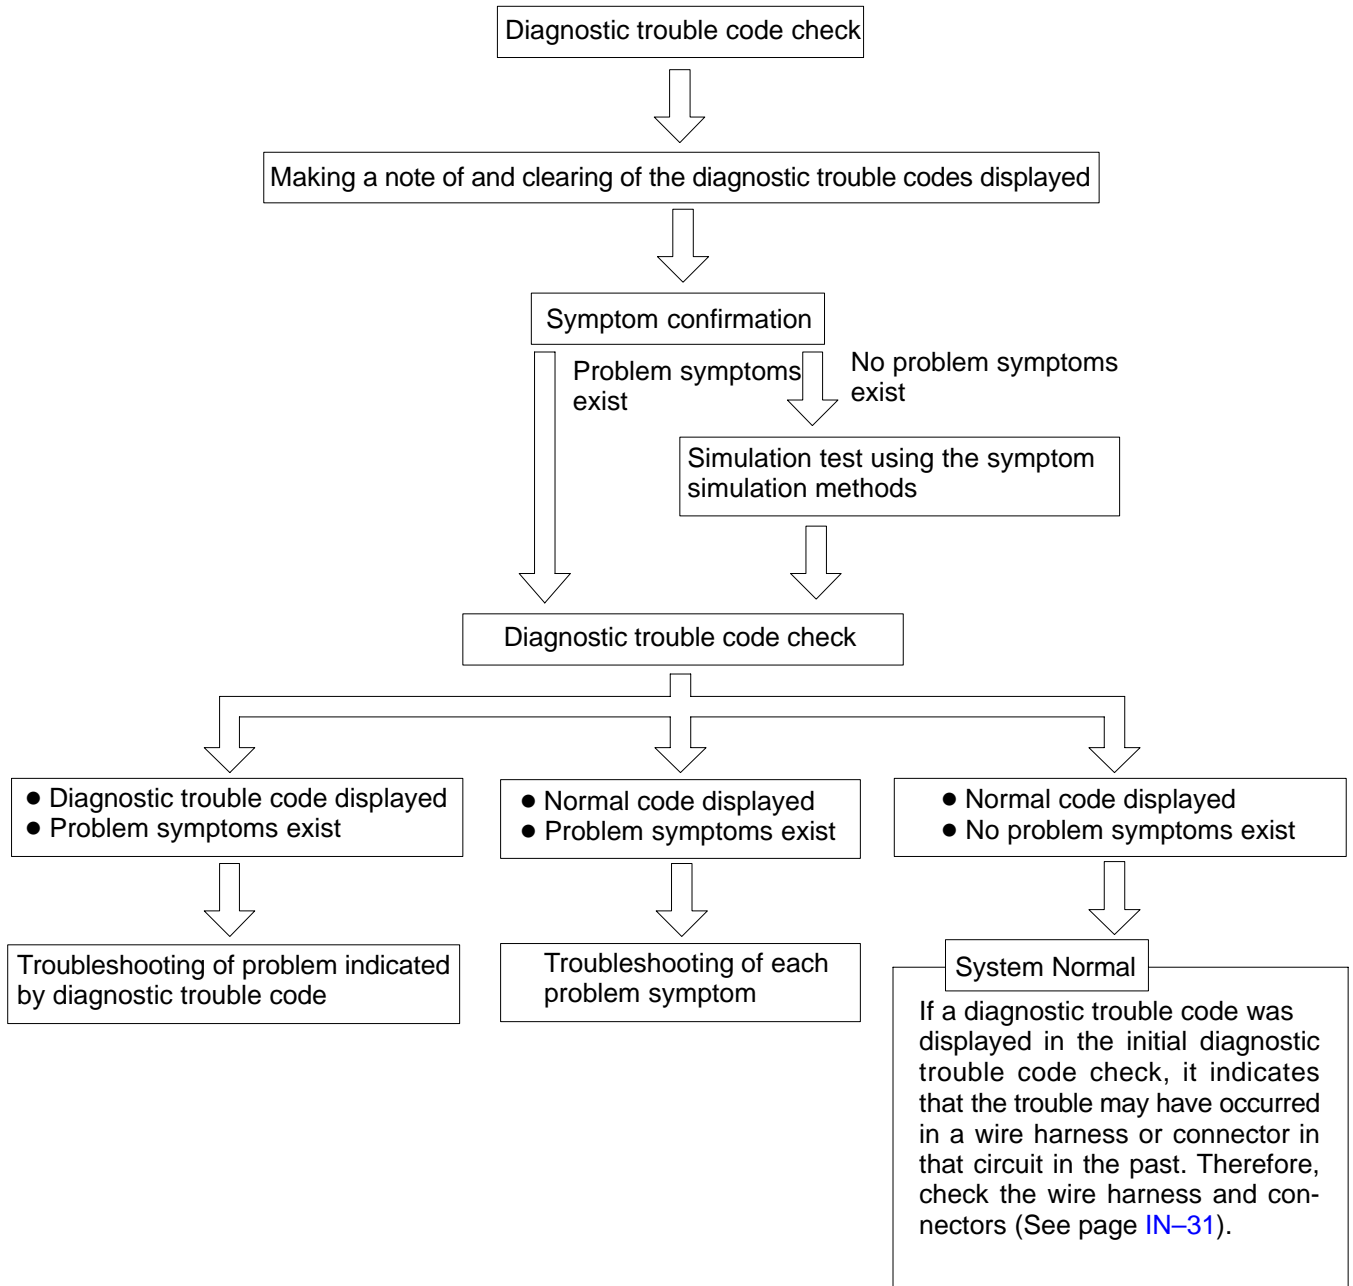 Diagnostic trouble code check
Making a note of and clearing of the diagnostic trouble codes displayed
Symptom confirmation
Problem symptoms
exist
No problem symptoms
exist
Simulation test using the symptom
simulation methods
Diagnostic trouble code check
● Diagnostic trouble code displayed
● Problem symptoms exist
● Normal code displayed
● Problem symptoms exist
● Normal code displayed
● No problem symptoms exist
Troubleshooting of problem indicated
by diagnostic trouble code
Troubleshooting of each
problem symptom
System Normal
If a diagnostic trouble code was
displayed in the initial diagnostic
trouble code check, it indicates
that the trouble may have occurred
in a wire harness or connector in
that circuit in the past. Therefore,
check the wire harness and con-
nectors (See page IN–31).